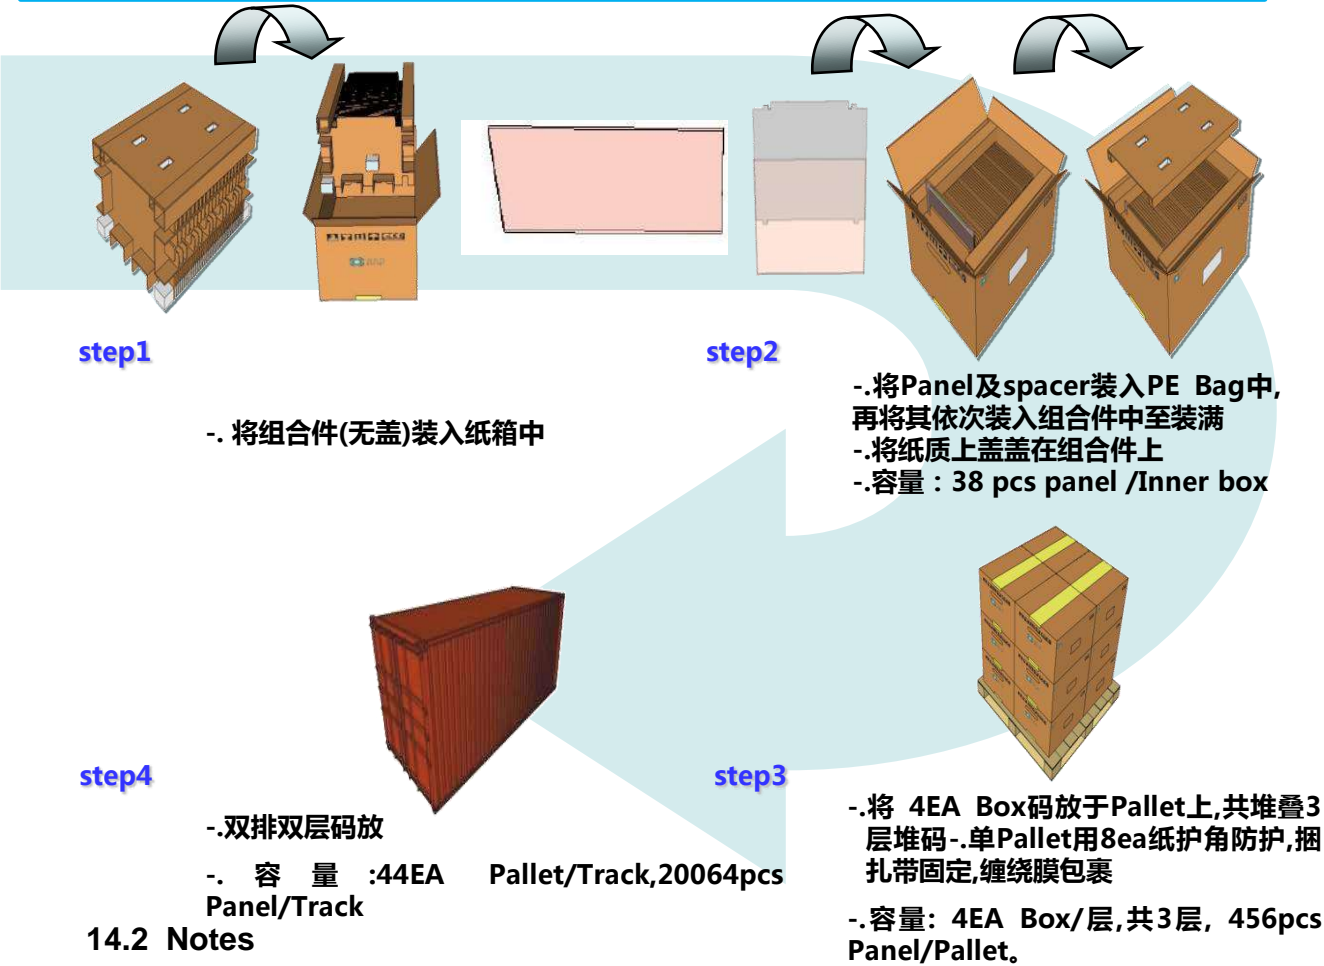 step1
-. 将组合件(无盖)装入纸箱中
step2
-.将Panel及spacer装入PE Bag中,
再将其依次装入组合件中至装满
-.将纸质上盖盖在组合件上
-.容量：38 pcs panel /Inner box
step3
-.将 4EA Box码放于Pallet上,共堆叠3
层堆码-.单Pallet用8ea纸护角防护,捆
扎带固定,缠绕膜包裹
-.容量: 4EA Box/层,共3层, 456pcs
Panel/Pallet。
step4
-.双排双层码放
-. 容 量 :44EA Pallet/Track,20064pcs
Panel/Track
14.2 Notes